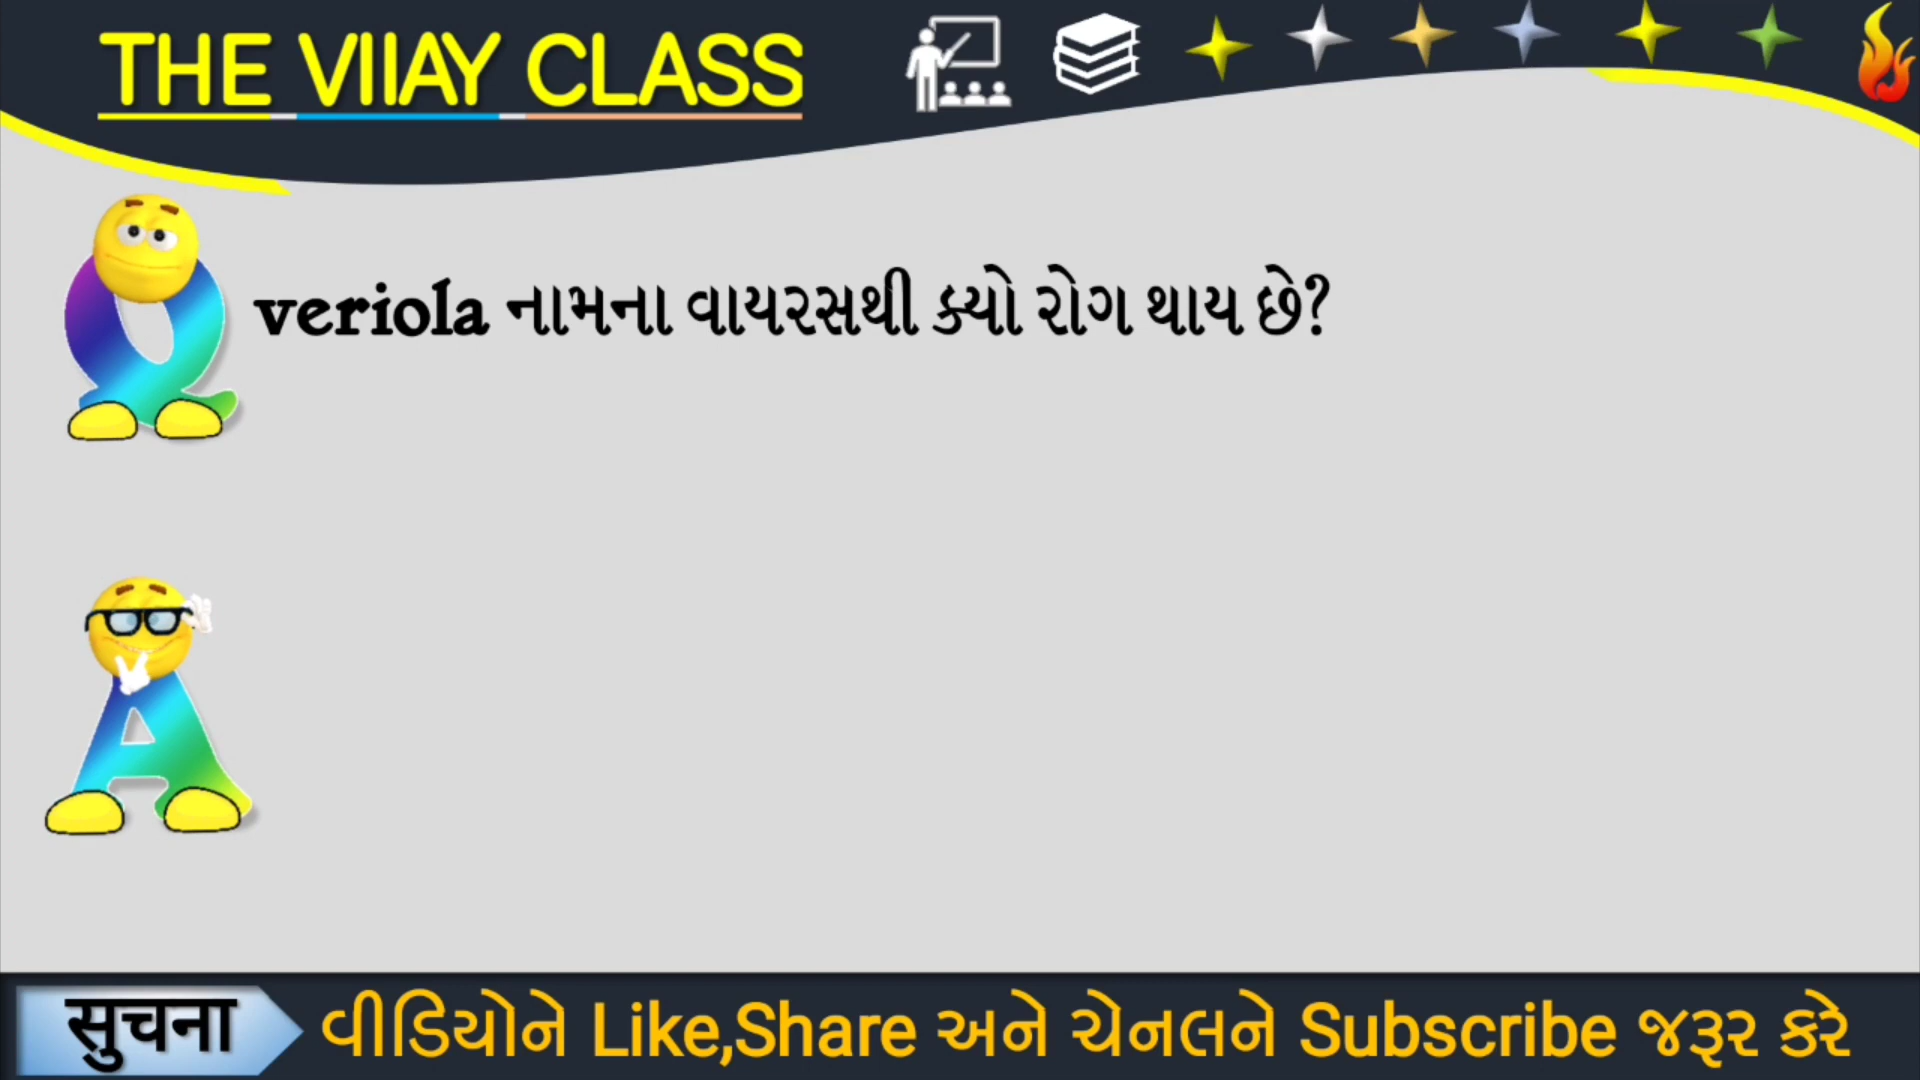 THE VIIAY CLASS
veriola નામના વાયરસથી ક્યો રોગ થાય છે?
सुचना
વીડિયોને Like,Share અને ચેનલને Subscribe જરૂર કરે